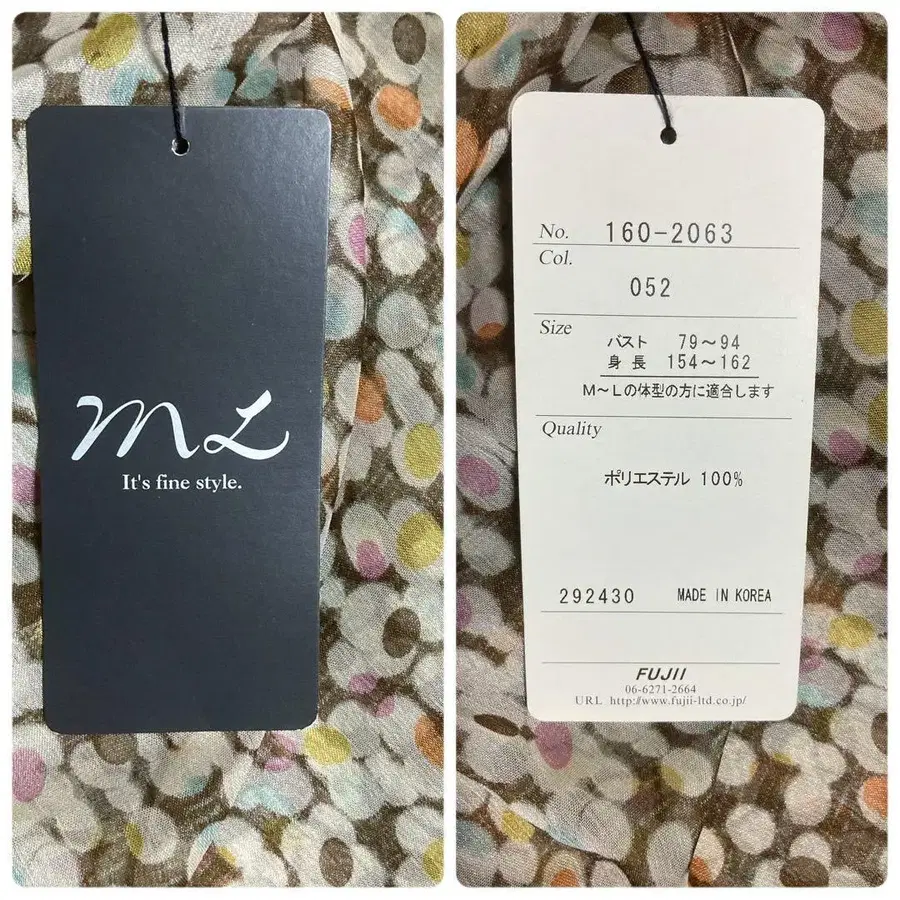 ML
It's fine style.
No. 160-2063
Col.
052
Size
バスト 79～94
身長 154～162
M～Lの体型の方に適合します
Quality
ポリエステル 100%
292430 MADE IN KOREA
FUJII
06-6271-2664
URL http://www.fujii-ltd.co.jp/